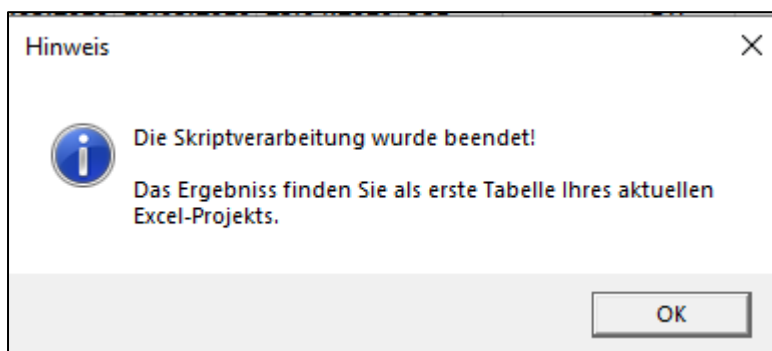 Hinweis
Die Skriptverarbeitung wurde beendet!
Das Ergebniss finden Sie als erste Tabelle Ihres aktuellen
Excel-Projekts.
OK